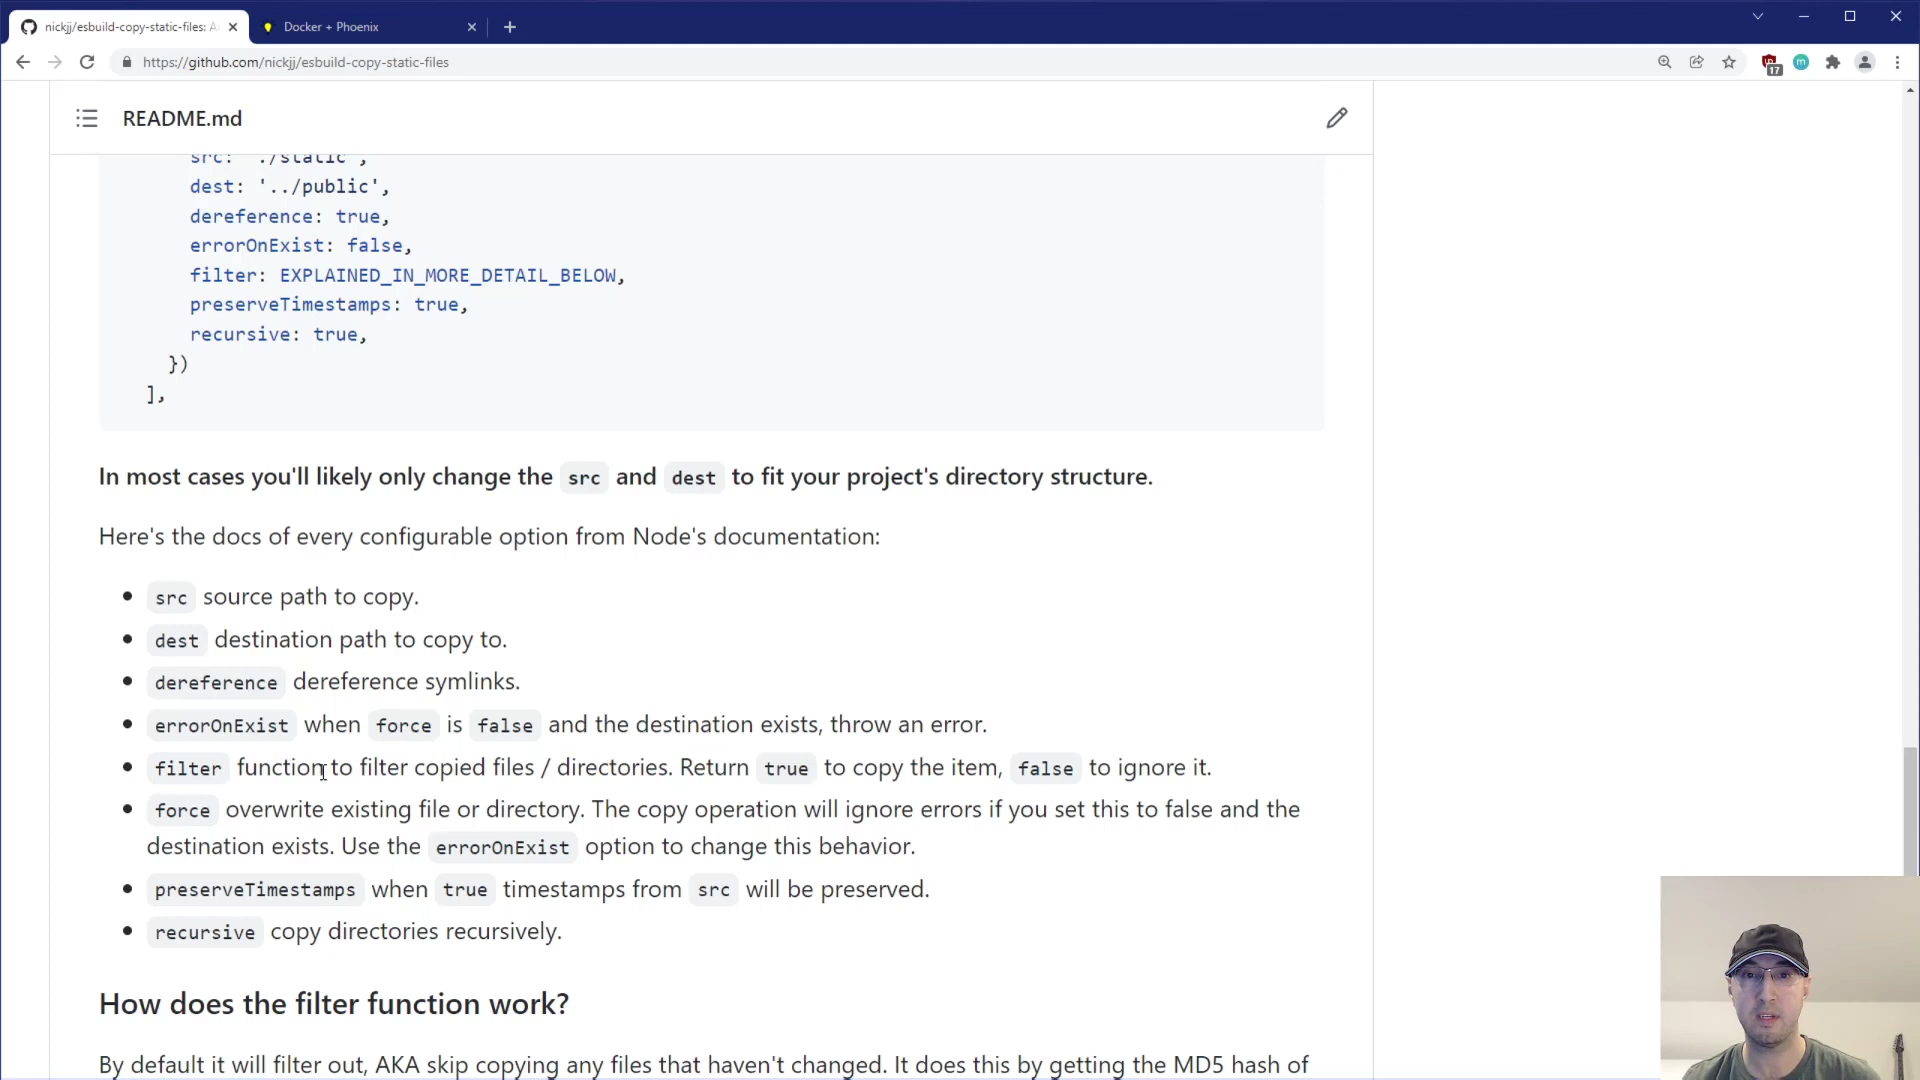 nickjj/esbuild-copy-static-files: A
Docker + Phoenix
https://github.com/nickjj/esbuild-copy-static-files
17
m
README.md
src: './static',
dest: '../public',
dereference: true,
errorOnExist: false,
filter: EXPLAINED_IN_MORE_DETAIL_BELOW,
preserveTimestamps: true,
recursive: true,
})
],
In most cases you'll likely only change the src and dest to fit your project's directory structure.
Here's the docs of every configurable option from Node's documentation:
src source path to copy.
dest destination path to copy to.
dereference dereference symlinks.
errorOnExist when force is false and the destination exists, throw an error.
filter function to filter copied files / directories. Return true to copy the item, false to ignore it.
force overwrite existing file or directory. The copy operation will ignore errors if you set this to false and the
destination exists. Use the errorOnExist option to change this behavior.
preserveTimestamps when true timestamps from src will be preserved.
recursive copy directories recursively.
How does the filter function work?
By default it will filter out, AKA skip copying any files that haven't changed. It does this by getting the MD5 hash of